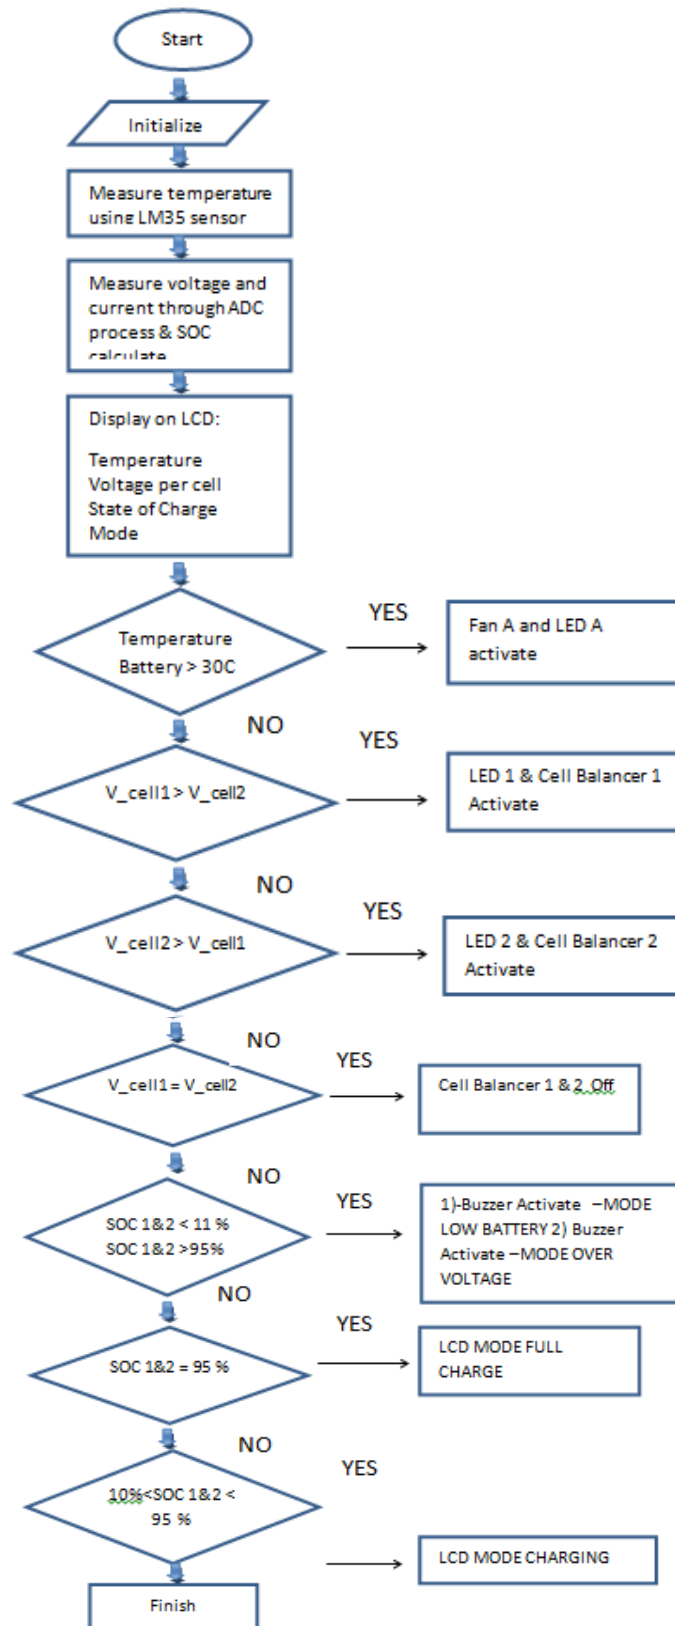 Start
Initialize
Measure temperature
using LM35 sensor
Measure voltage and
current through ADC
process & SOC
calculate
Display on LCD:
Temperature
Voltage per cell
State of Charge
Mode
Temperature
Battery > 30C
YES
Fan A and LED A
activate
NO
V_cell1 > V_cell2
YES
LED 1 & Cell Balancer 1
Activate
NO
V_cell2 > V_cell1
YES
LED 2 & Cell Balancer 2
Activate
NO
V_cell1 = V_cell2
YES
Cell Balancer 1 & 2 Off
NO
SOC 1&2 < 11 %
SOC 1&2 >95%
YES
1)-Buzzer Activate –MODE
LOW BATTERY 2) Buzzer
Activate –MODE OVER
VOLTAGE
NO
SOC 1&2 = 95 %
YES
LCD MODE FULL
CHARGE
NO
10%<SOC 1&2 <
95 %
YES
LCD MODE CHARGING
Finish